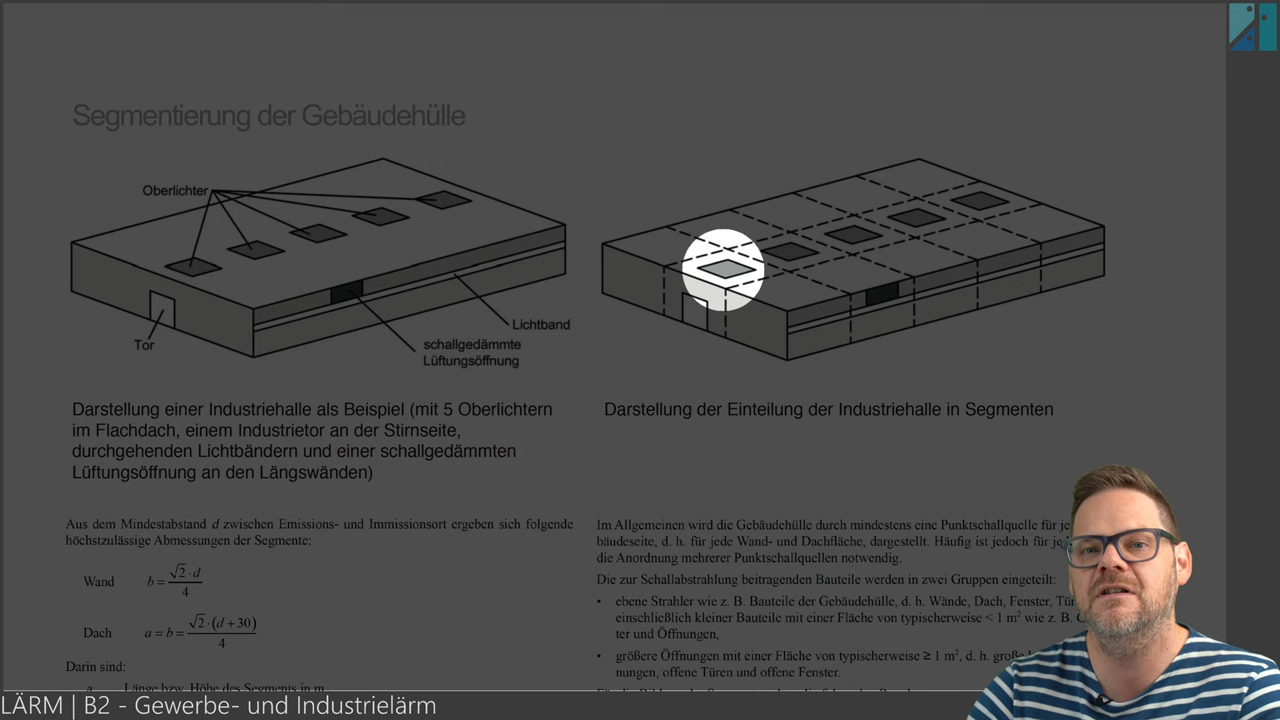 Segmentierung der Gebäudehülle
Oberlichter
Tor
Lichtband
schallgedämmte
Lüftungsöffnung
Darstellung einer Industriehalle als Beispiel (mit 5 Oberlichtern
im Flachdach, einem Industrietor an der Stirnseite,
durchgehenden Lichtbändern und einer schallgedämmten
Lüftungsöffnung an den Längswänden)
Darstellung der Einteilung der Industriehalle in Segmenten
Aus dem Mindestabstand d zwischen Emissions- und Immissionsort ergeben sich folgende
höchstzulässige Abmessungen der Segmente:
Wand b = √2 · d / 4
Dach a = b = √2 · (d + 30) / 4
Darin sind:
a Länge bzw. Höhe des Segments in m
Im Allgemeinen wird die Gebäudehülle durch mindestens eine Punktschallquelle für
bäudeseite, d. h. für jede Wand- und Dachfläche, dargestellt. Häufig ist jedoch für
die Anordnung mehrerer Punktschallquellen notwendig.
Die zur Schallabstrahlung beitragenden Bauteile werden in zwei Gruppen eingeteilt:
• ebene Strahler wie z. B. Bauteile der Gebäudehülle, d. h. Wände, Dach, Fenster,
einschließlich kleiner Bauteile mit einer Fläche von typischerweise < 1 m² wie z. B.
ter und Öffnungen,
• größere Öffnungen mit einer Fläche von typischerweise ≥ 1 m², d. h.
nungen, offene Türen und offene Fenster.
LÄRM | B2 - Gewerbe- und Industrielärm